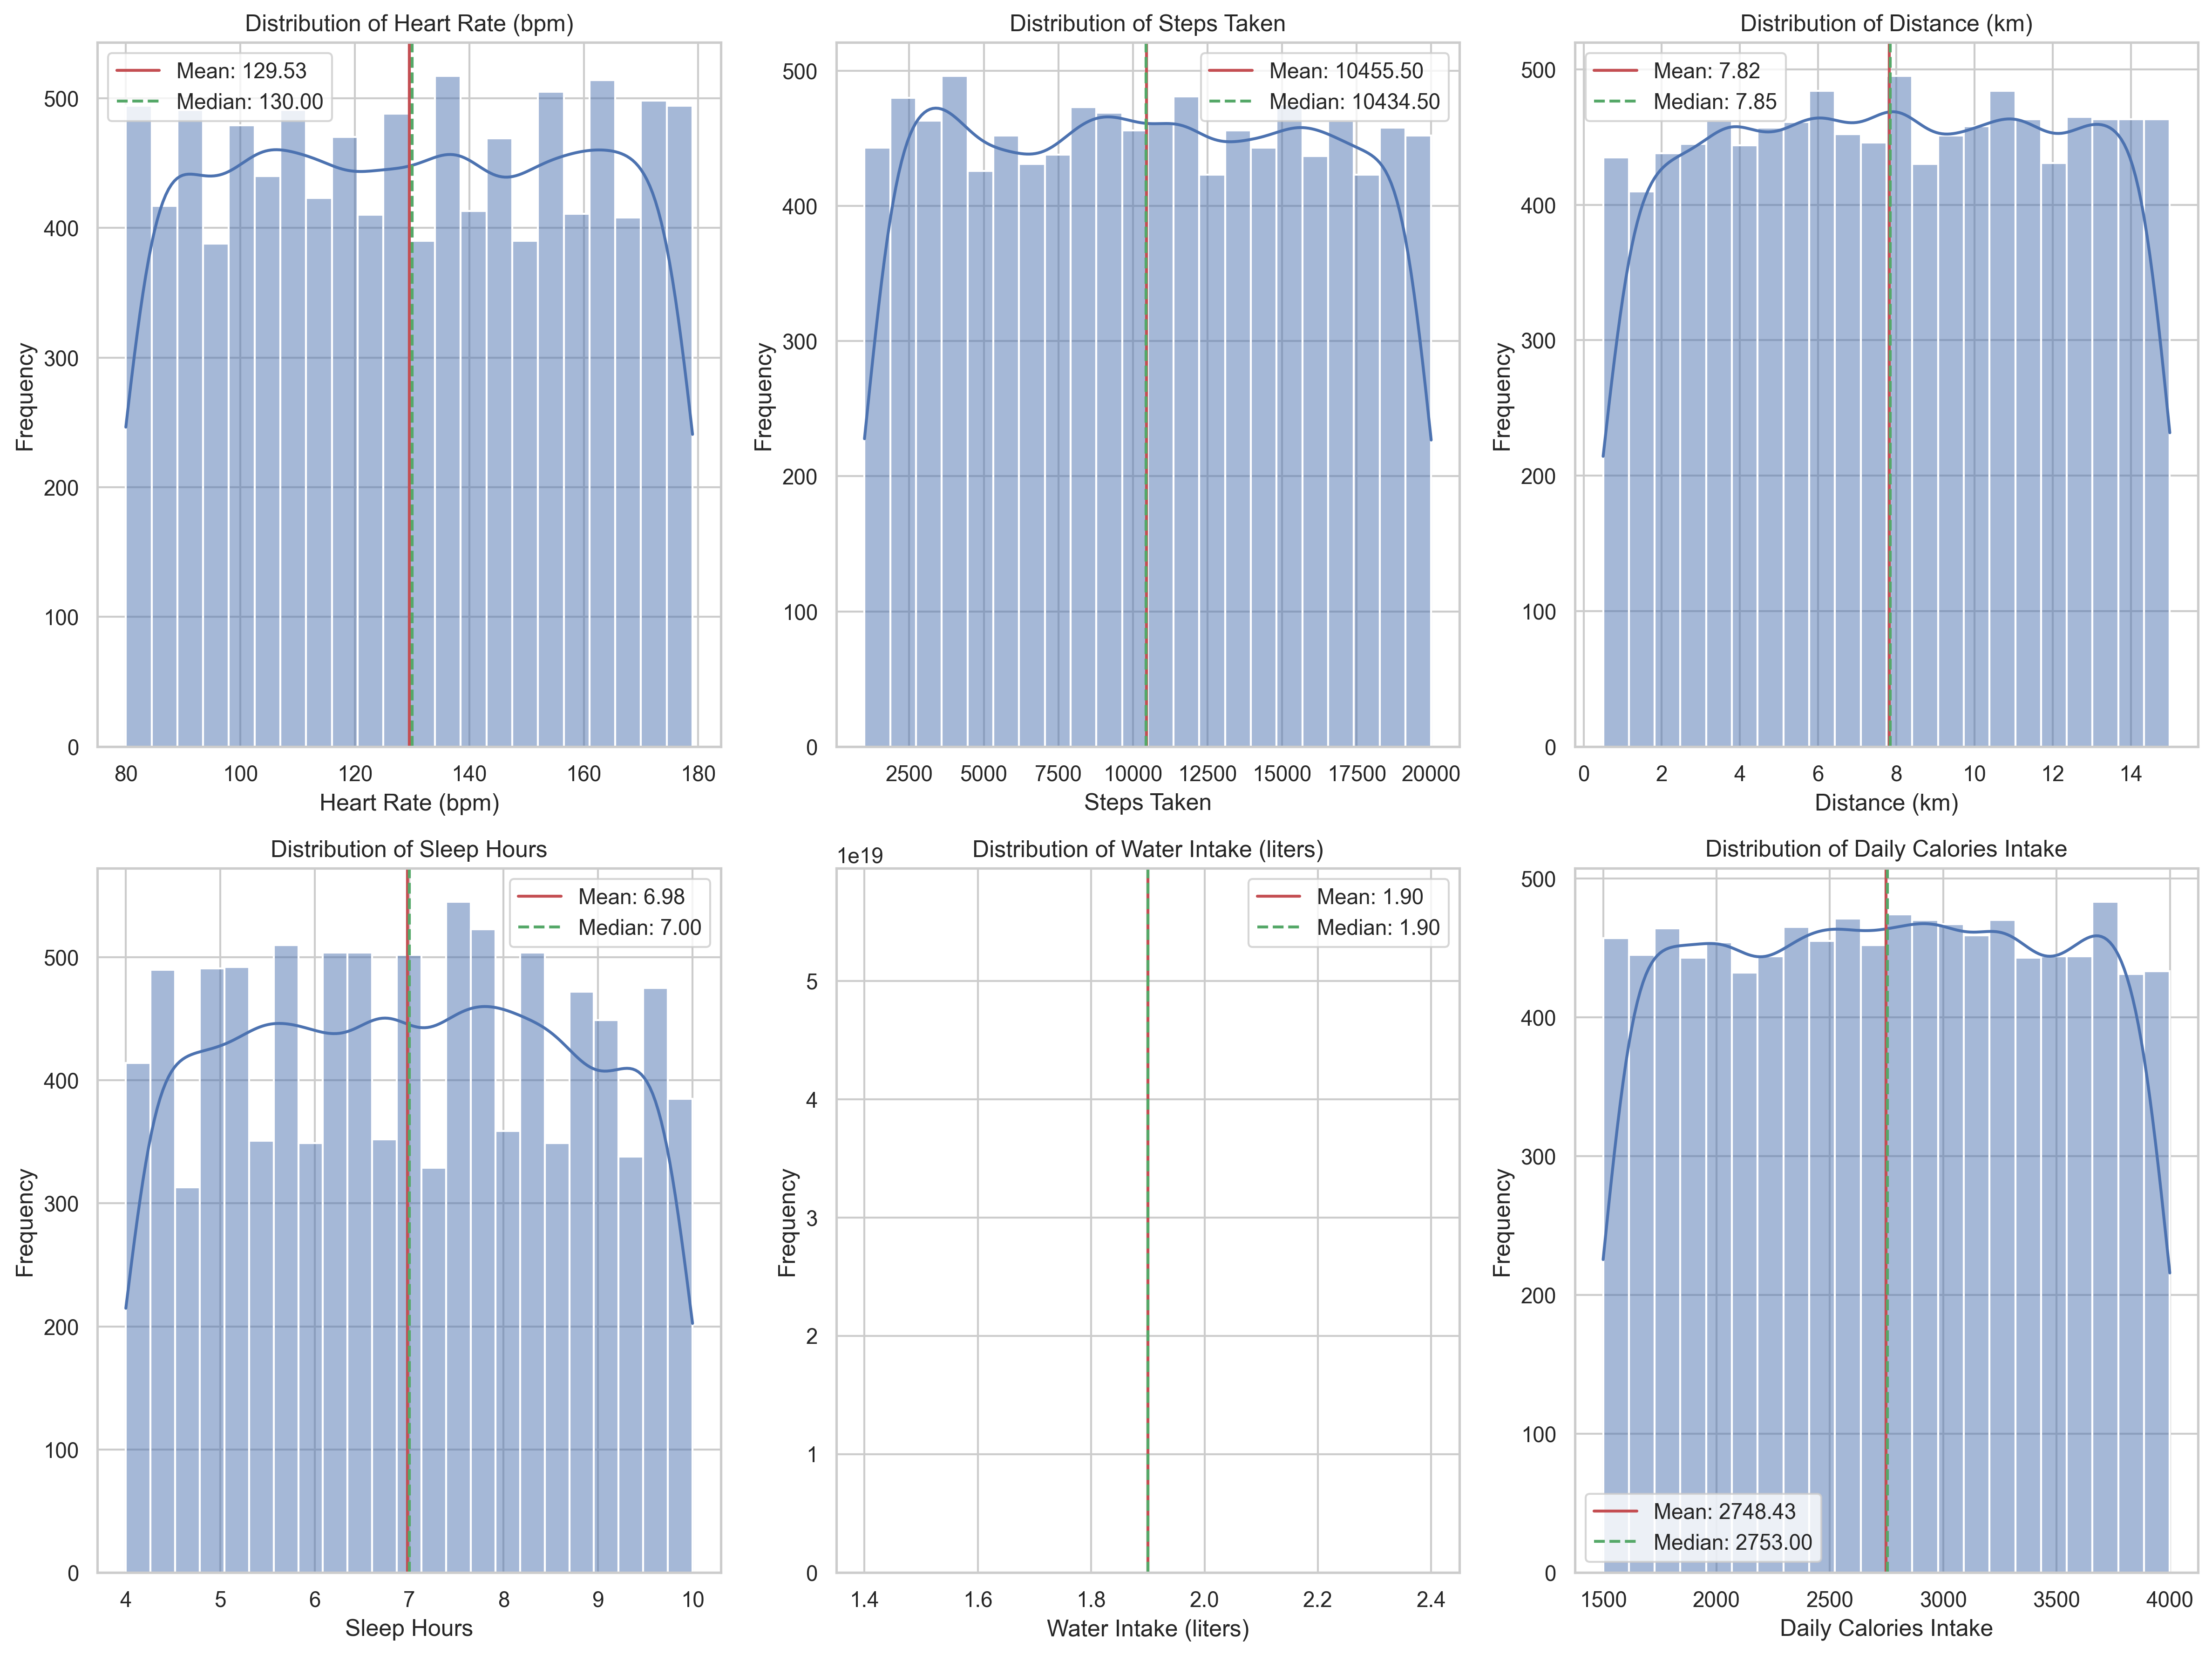 Distribution of Heart Rate (bpm)
Mean: 129.53
Median: 130.00
500
400
300
200
100
0
Frequency
80 100 120 140 160 180
Heart Rate (bpm)
Distribution of Steps Taken
Mean: 10455.50
Median: 10434.50
500
400
300
200
100
0
Frequency
2500 5000 7500 10000 12500 15000 17500 20000
Steps Taken
Distribution of Distance (km)
Mean: 7.82
Median: 7.85
500
400
300
200
100
0
Frequency
0 2 4 6 8 10 12 14
Distance (km)
Distribution of Sleep Hours
Mean: 6.98
Median: 7.00
500
400
300
200
100
0
Frequency
4 5 6 7 8 9 10
Sleep Hours
Distribution of Water Intake (liters)
1e19
Mean: 1.90
Median: 1.90
5
4
3
2
1
0
Frequency
1.4 1.6 1.8 2.0 2.2 2.4
Water Intake (liters)
Distribution of Daily Calories Intake
500
400
300
200
100
0
Frequency
Mean: 2748.43
Median: 2753.00
1500 2000 2500 3000 3500 4000
Daily Calories Intake